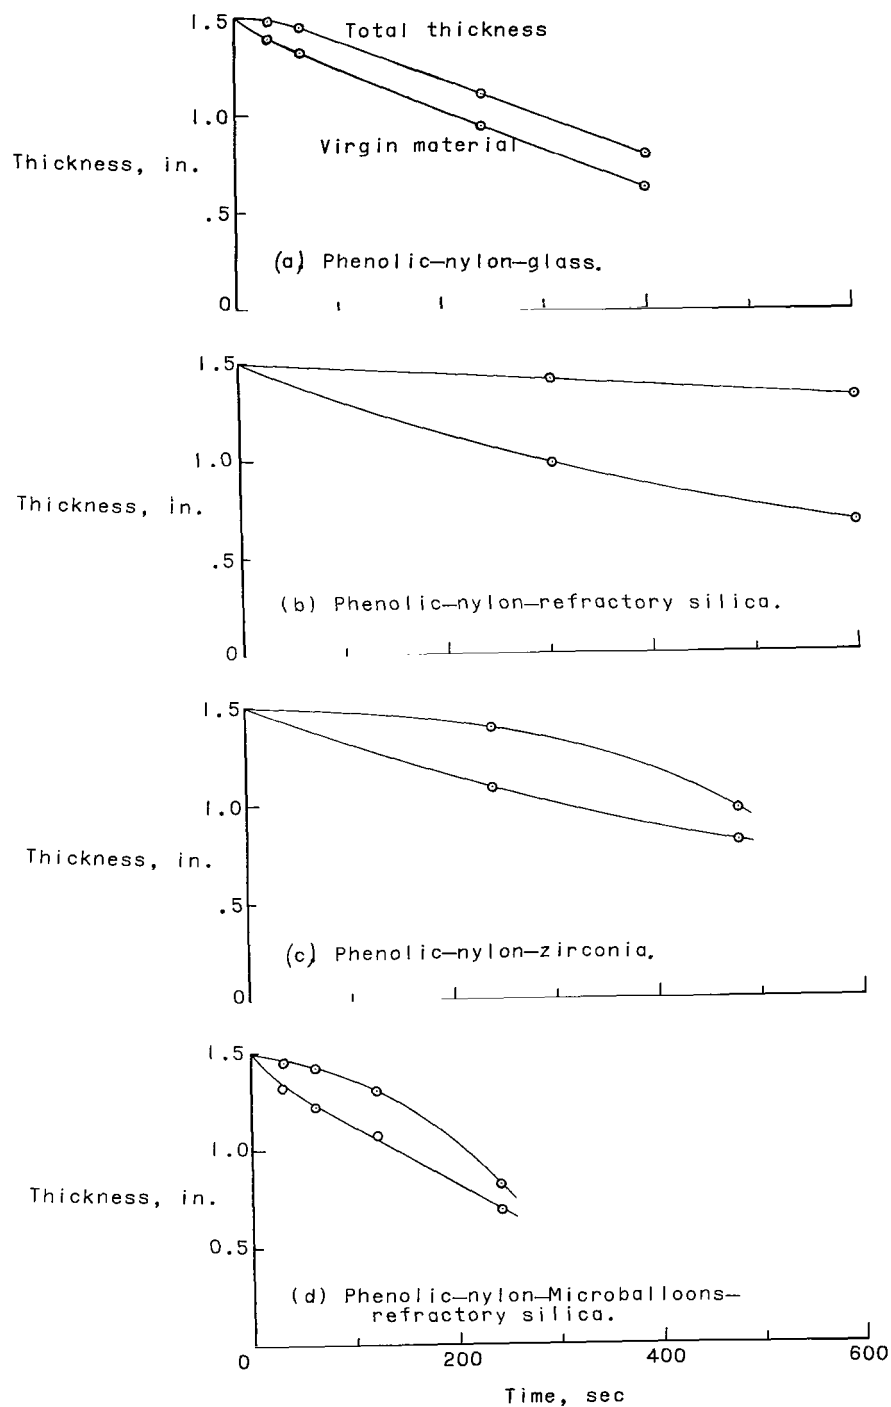 1.5
Total thickness
1.0
Virgin material
Thickness, in.
.5
(a) Phenolic—nylon—glass.
0
1.5
1.0
Thickness, in.
.5
(b) Phenolic—nylon—refractory silica.
0
1.5
1.0
Thickness, in.
.5
(c) Phenolic—nylon—zirconia.
0
1.5
1.0
Thickness, in.
0.5
(d) Phenolic—nylon—Microballoons—
refractory silica.
0 200 400 600
Time, sec